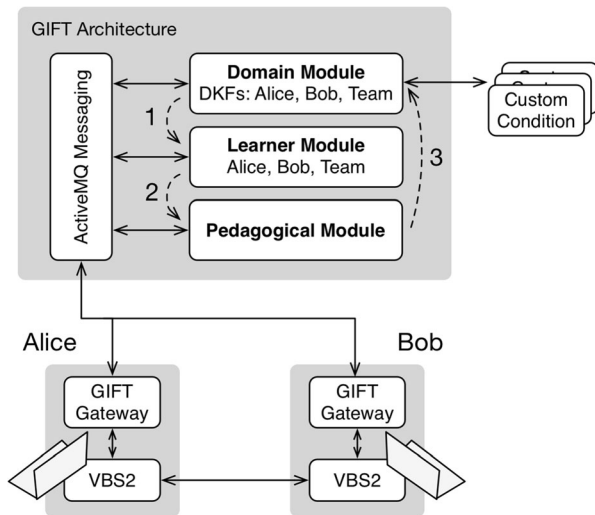 GIFT Architecture
ActiveMQ Messaging
Domain Module
DKFs: Alice, Bob, Team
1
Learner Module
Alice, Bob, Team
2
3
Pedagogical Module
Custom
Condition
Alice
Bob
GIFT
Gateway
GIFT
Gateway
VBS2
VBS2